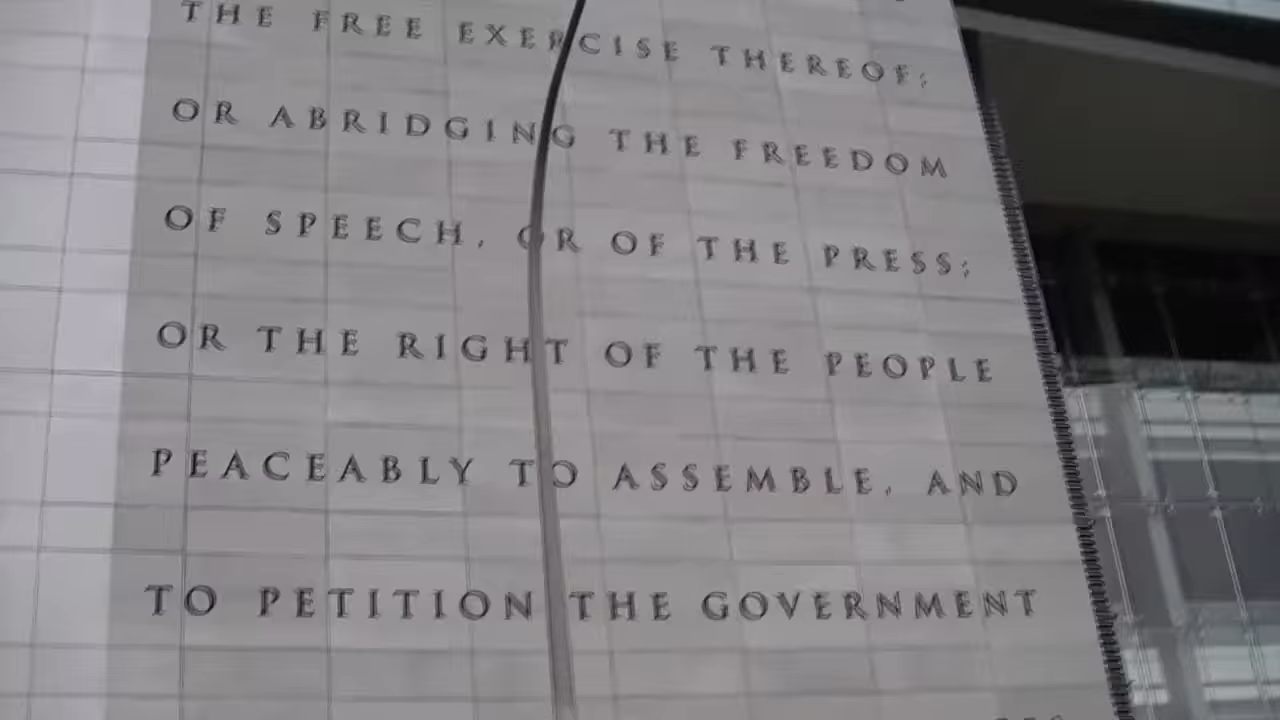 THE FREE EXERCISE THEREOF;
OR ABRIDGING THE FREEDOM
OF SPEECH, OR OF THE PRESS;
OR THE RIGHT OF THE PEOPLE
PEACEABLY TO ASSEMBLE, AND
TO PETITION THE GOVERNMENT